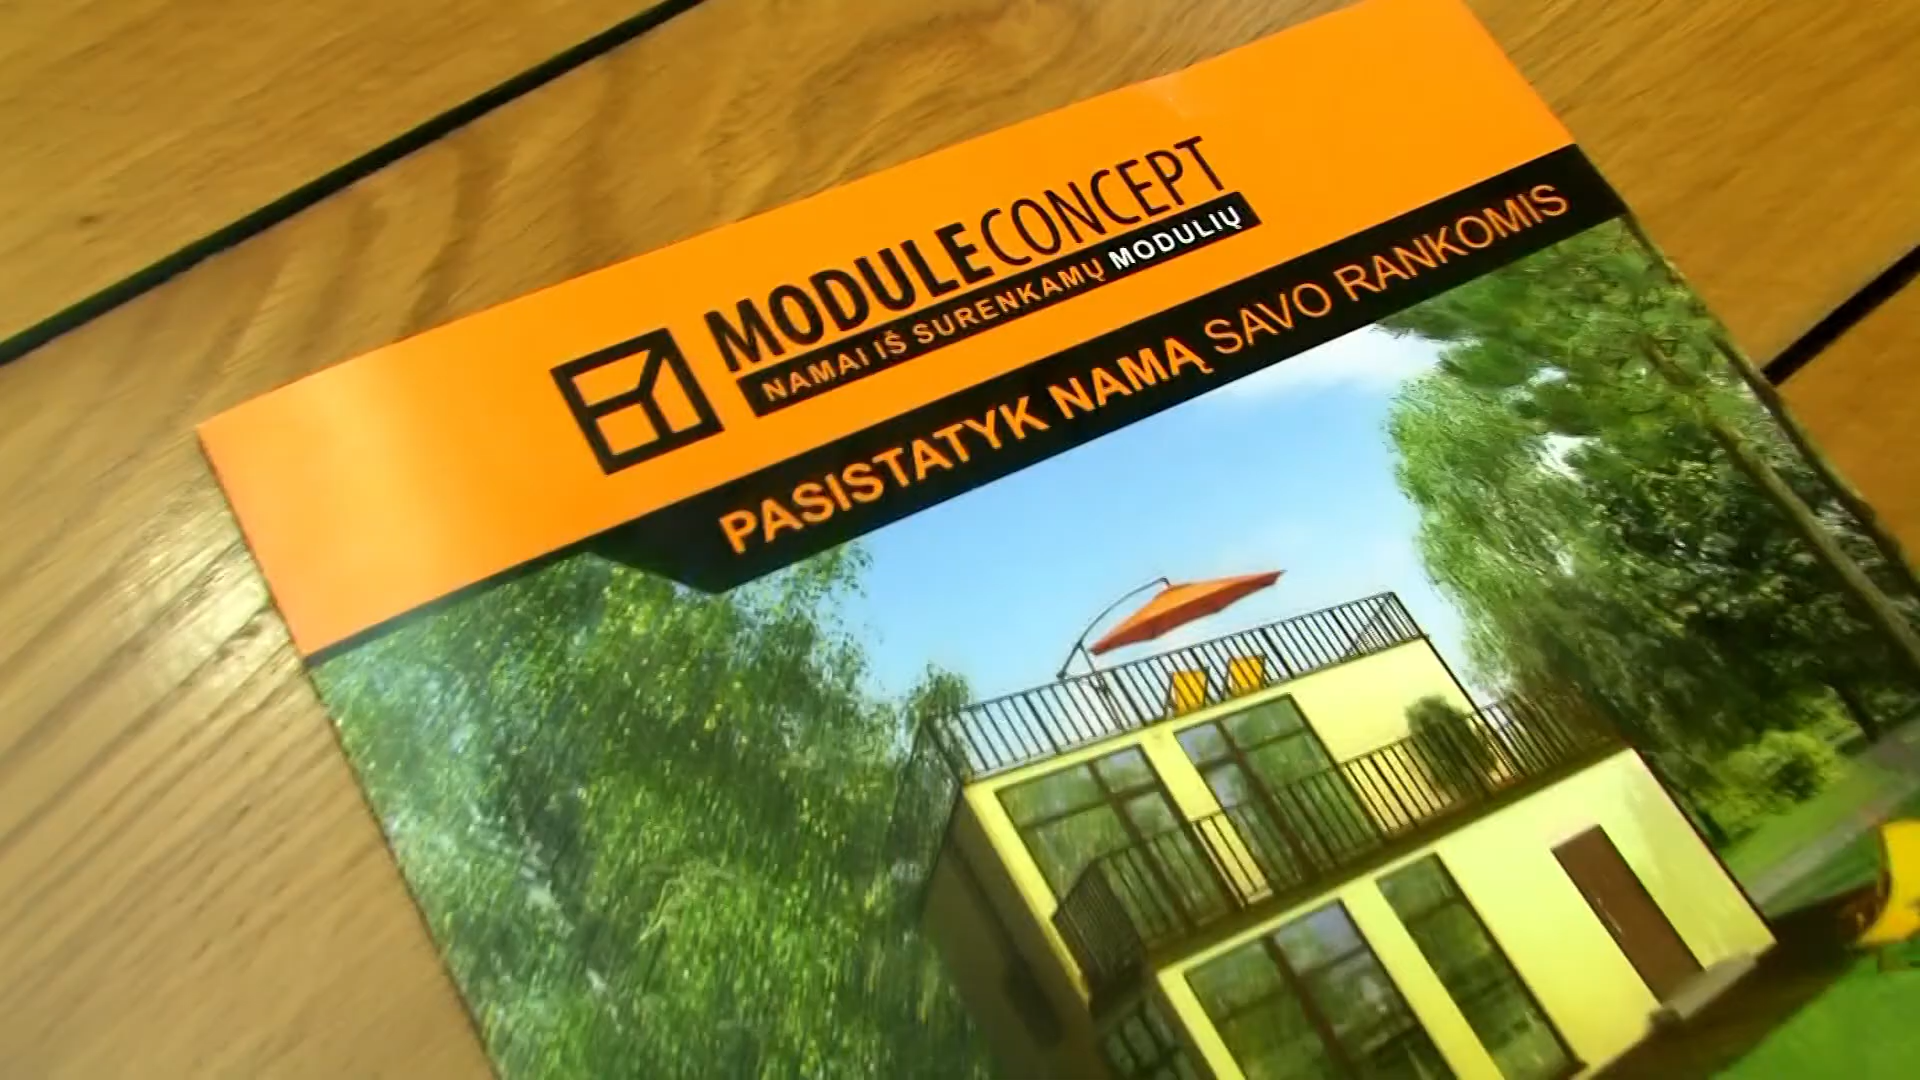 MODULECONCEPT
NAMAI IŠ SURENKAMŲ MODULIŲ
PASISTATYK NAMĄ SAVO RANKOMIS